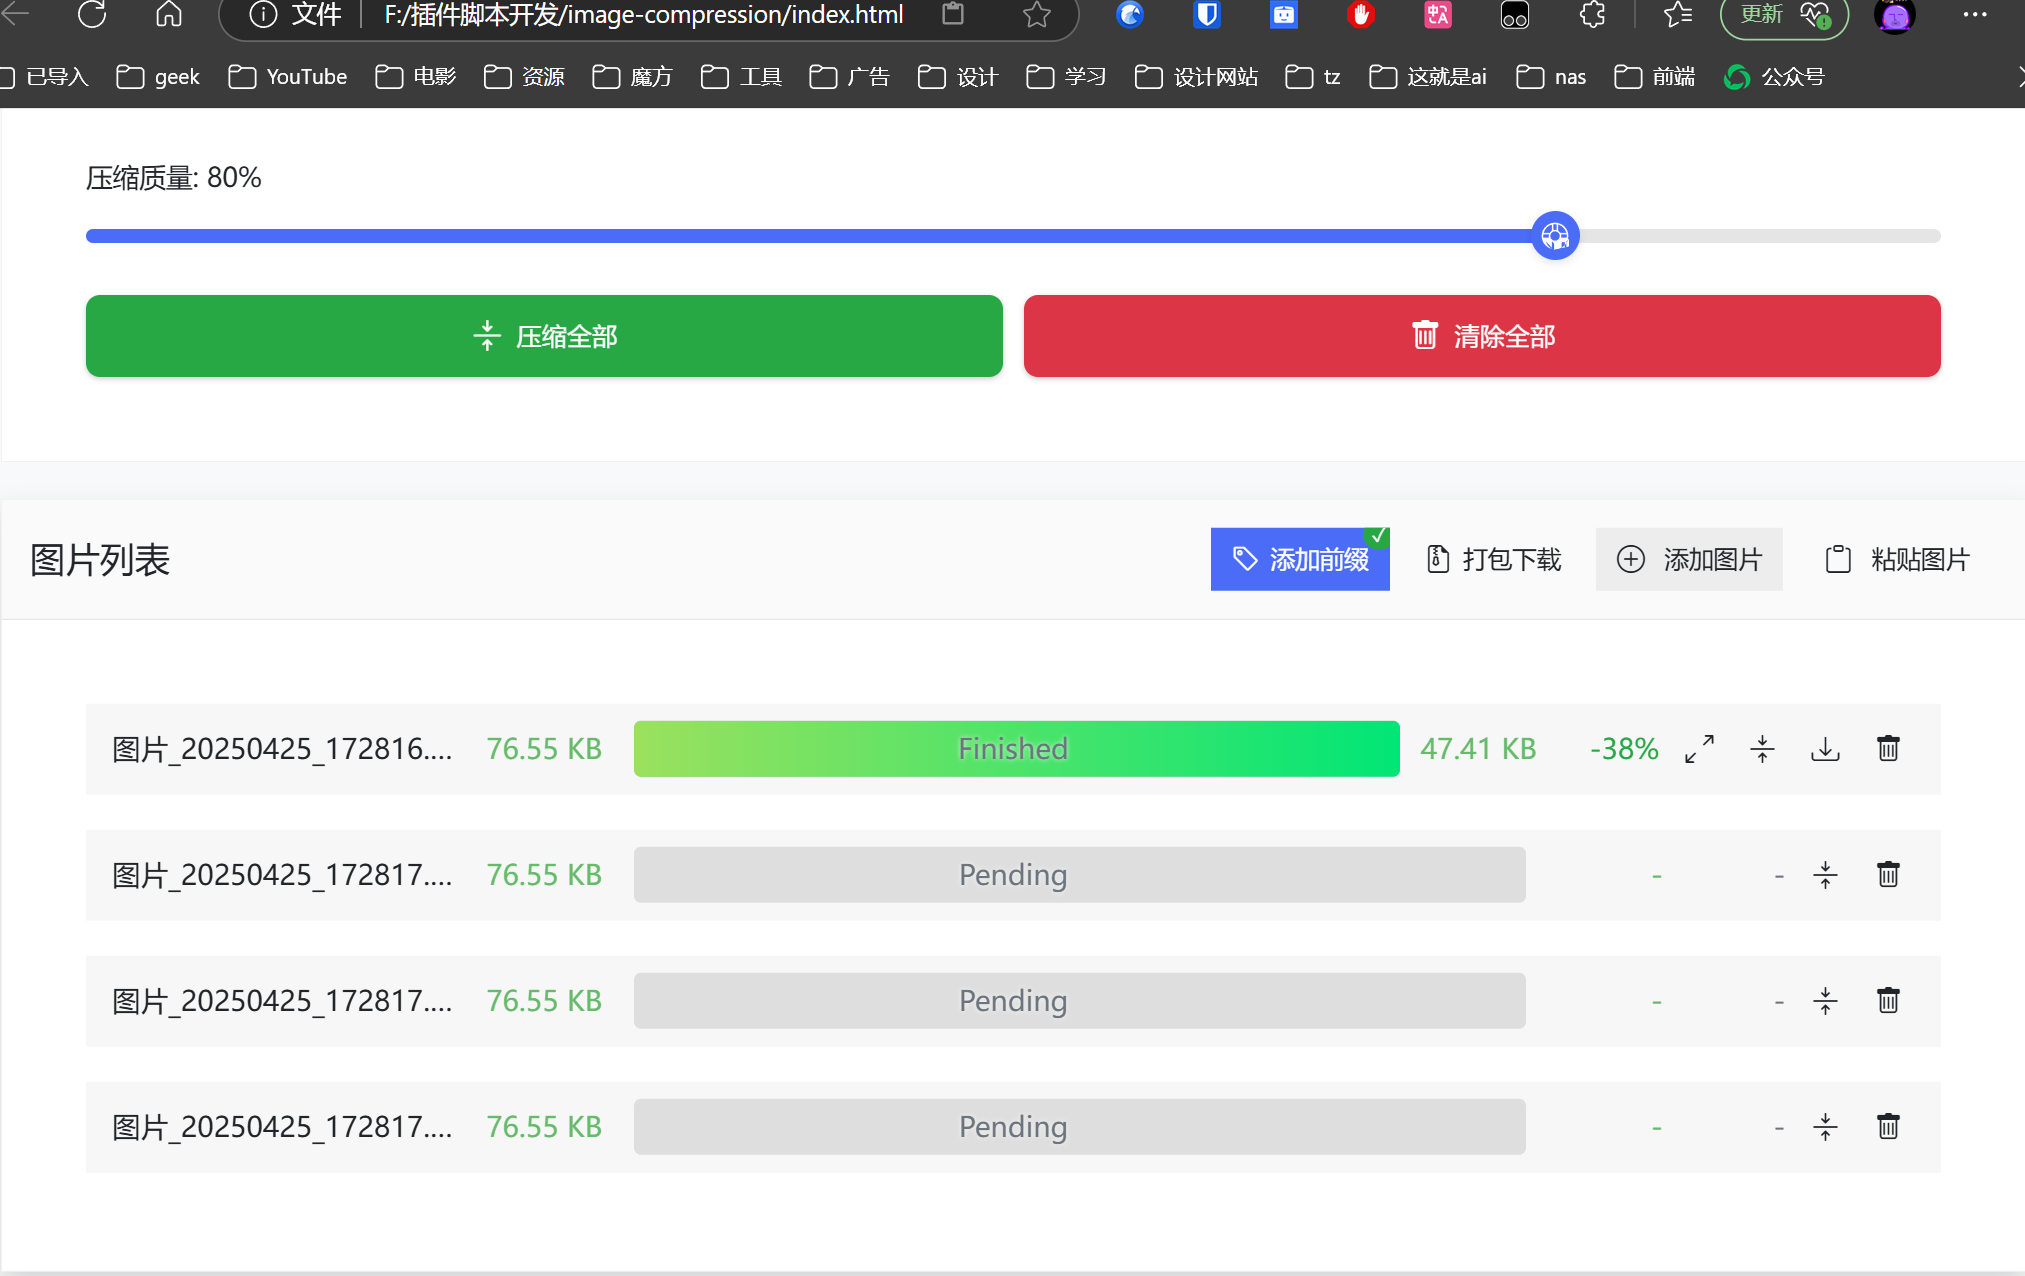 文件 F:/插件脚本开发/image-compression/index.html 更新
已导入 geek YouTube 电影 资源 魔方 工具 广告 设计 学习 设计网站 tz 这就是ai nas 前端 公众号
压缩质量: 80%
压缩全部 清除全部
图片列表 添加前缀 打包下载 添加图片 粘贴图片
图片_20250425_172816.... 76.55 KB Finished 47.41 KB -38%
图片_20250425_172817.... 76.55 KB Pending - -
图片_20250425_172817.... 76.55 KB Pending - -
图片_20250425_172817.... 76.55 KB Pending - -